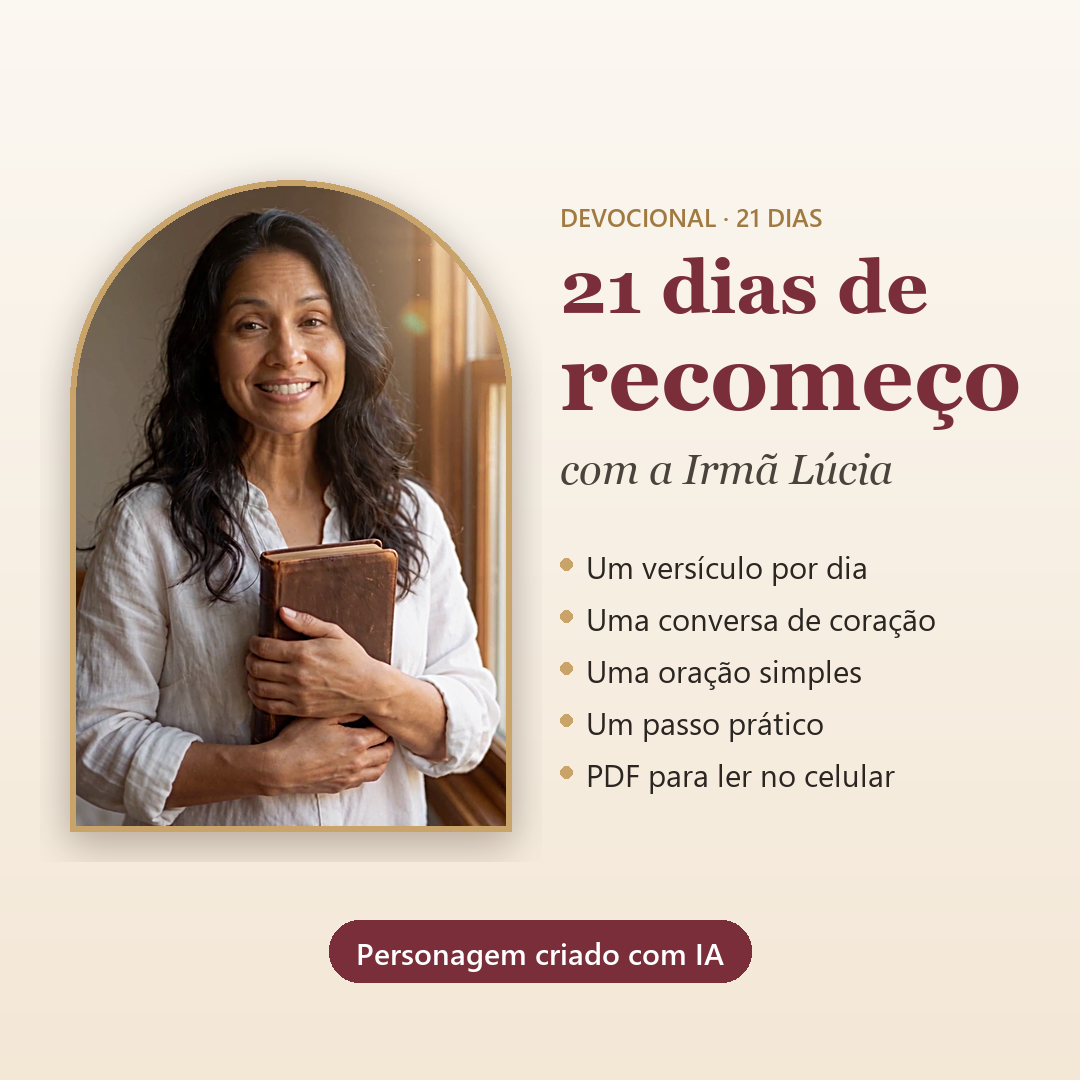 DEVOCIONAL · 21 DIAS
21 dias de
recomeço
com a Irmã Lúcia
Um versículo por dia
Uma conversa de coração
Uma oração simples
Um passo prático
PDF para ler no celular
Personagem criado com IA